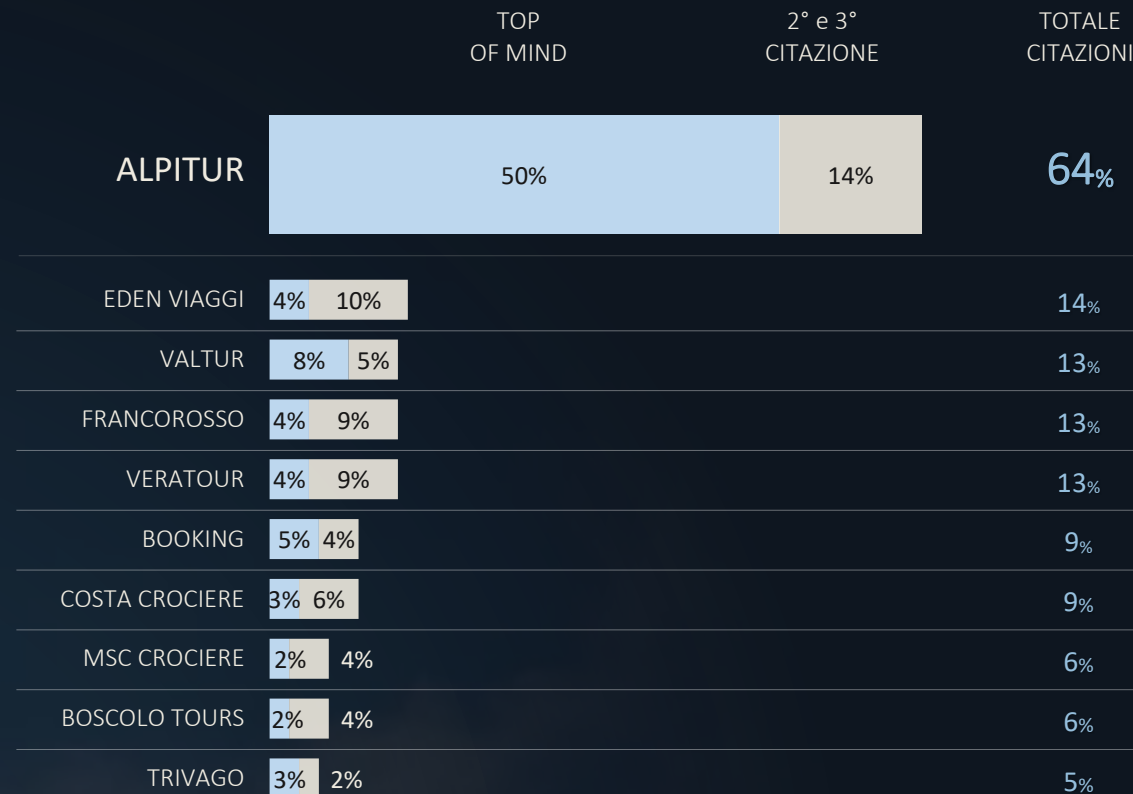 TOP
OF MIND
2° e 3°
CITAZIONE
TOTALE
CITAZIONI
ALPITUR 50% 14% 64%
EDEN VIAGGI 4% 10% 14%
VALTUR 8% 5% 13%
FRANCOROSSO 4% 9% 13%
VERATOUR 4% 9% 13%
BOOKING 5% 4% 9%
COSTA CROCIERE 3% 6% 9%
MSC CROCIERE 2% 4% 6%
BOSCOLO TOURS 2% 4% 6%
TRIVAGO 3% 2% 5%